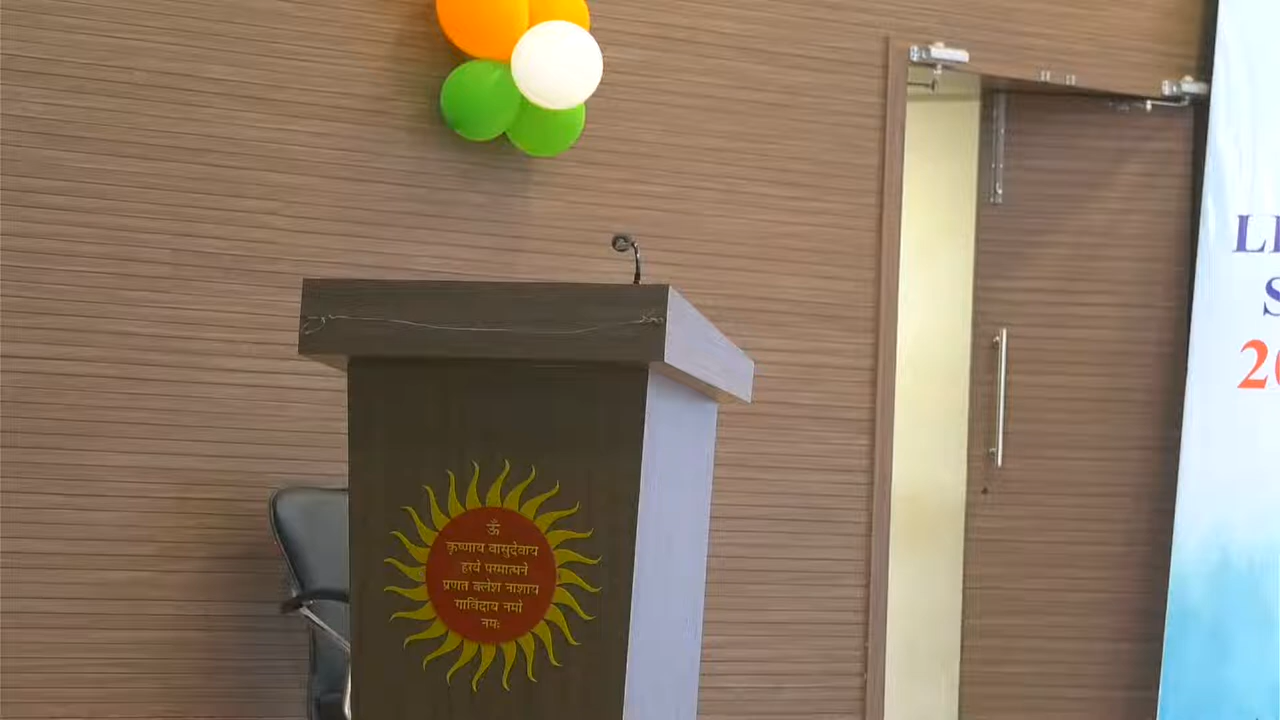 ॐ
कृष्णाय वासुदेवाय
हरये परमात्मने
प्रणत क्लेश नाशाय
गाविंदाय नमो
नमः